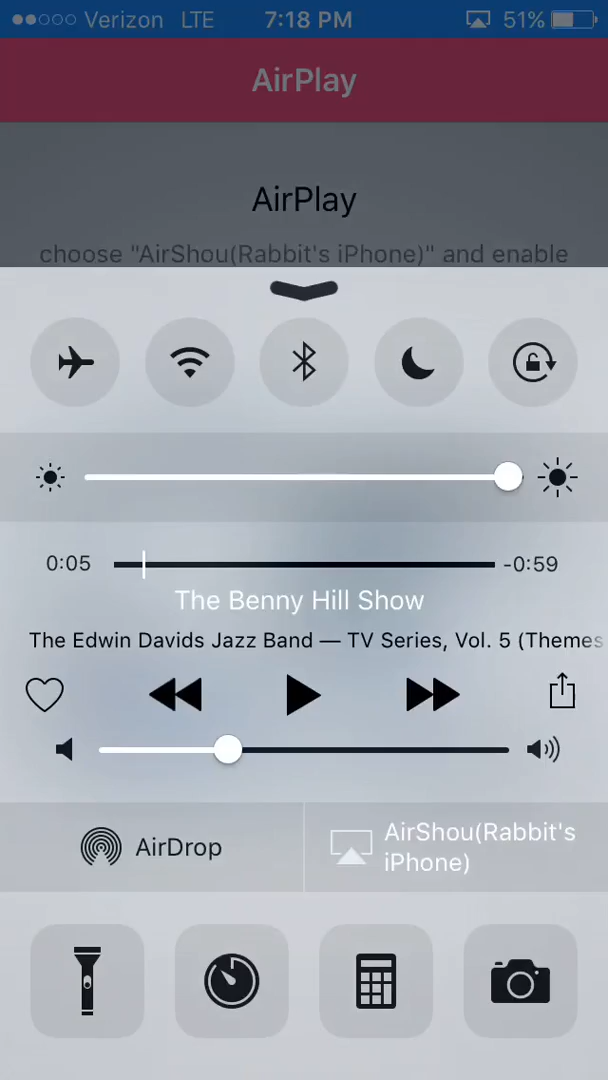 Verizon LTE 7:18 PM 51%
AirPlay
AirPlay
choose "AirShou(Rabbit's iPhone)" and enable
0:05 -0:59
The Benny Hill Show
The Edwin Davids Jazz Band — TV Series, Vol. 5 (Themes
AirDrop
AirShou(Rabbit's
iPhone)